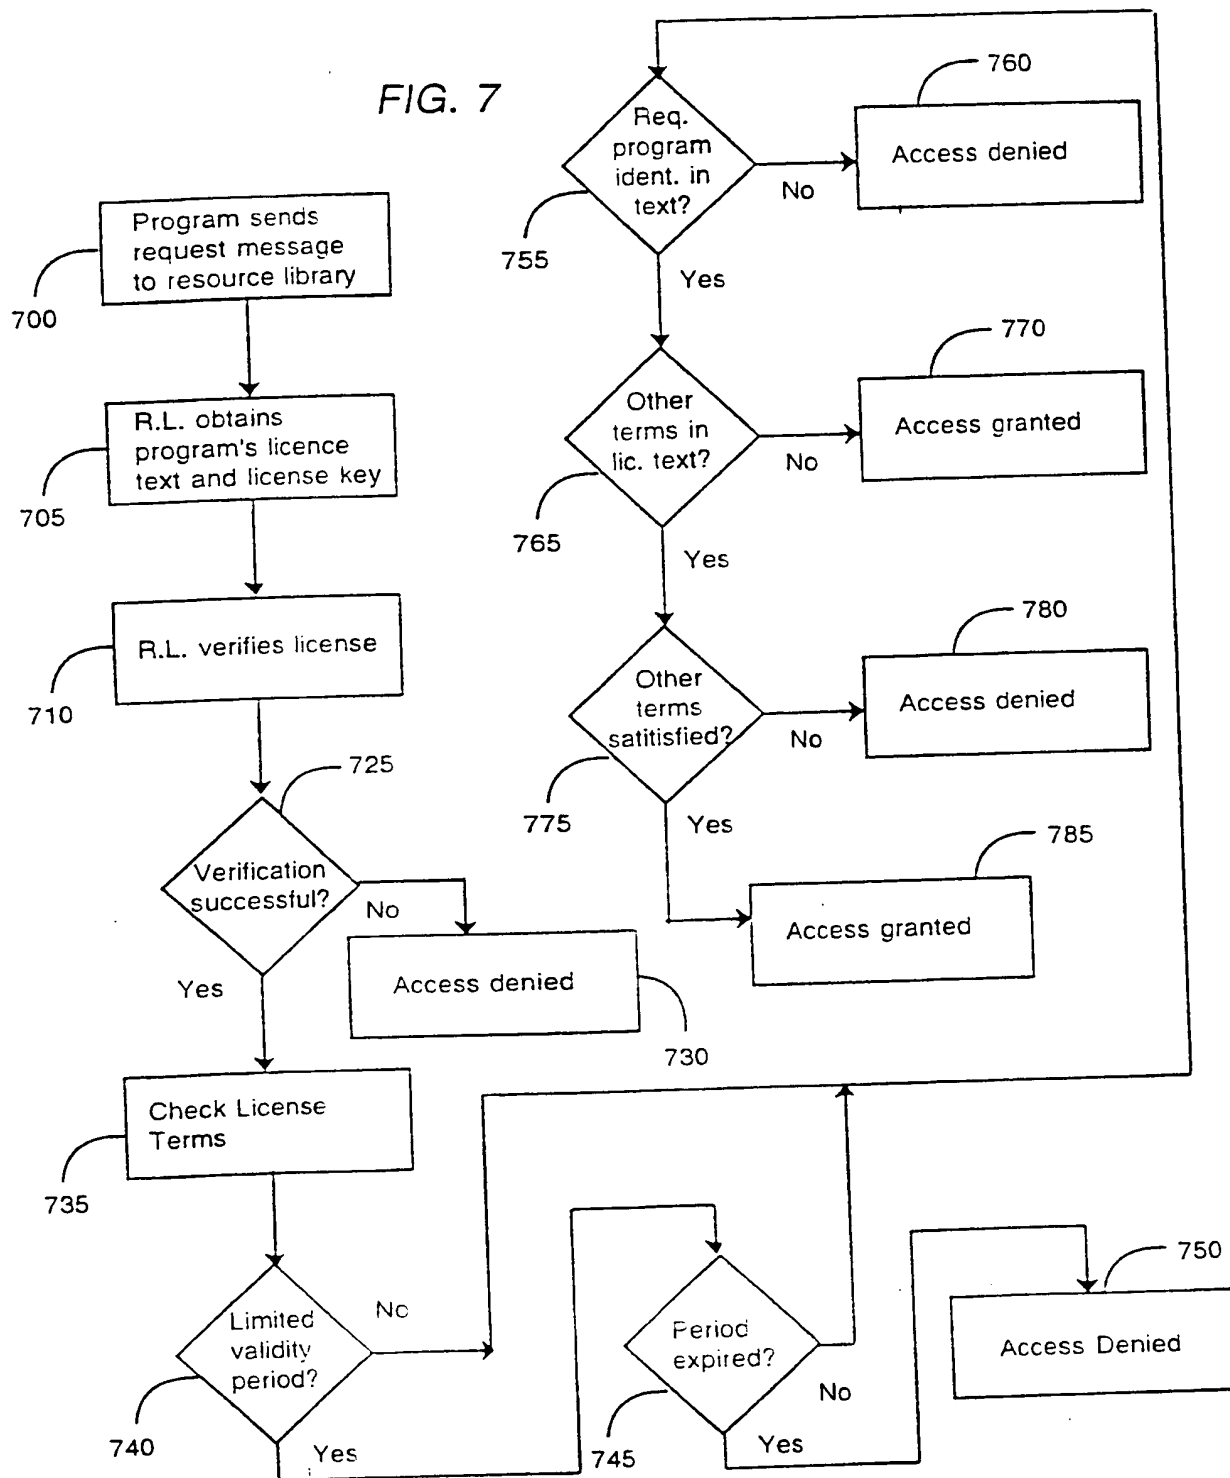 FIG. 7
Program sends
request message
to resource library
700
R.L. obtains
program's licence
text and license key
705
R.L. verifies license
710
725
Verification
successful?
No
Yes
Access denied
730
Check License
Terms
735
Limited
validity
period?
No
740
Yes
Period
expired?
No
745
Yes
750
Access Denied
Req.
program
ident. in
text?
755
No
Yes
760
Access denied
Other
terms in
lic. text?
765
No
Yes
770
Access granted
Other
terms
satitisfied?
775
No
Yes
780
Access denied
785
Access granted